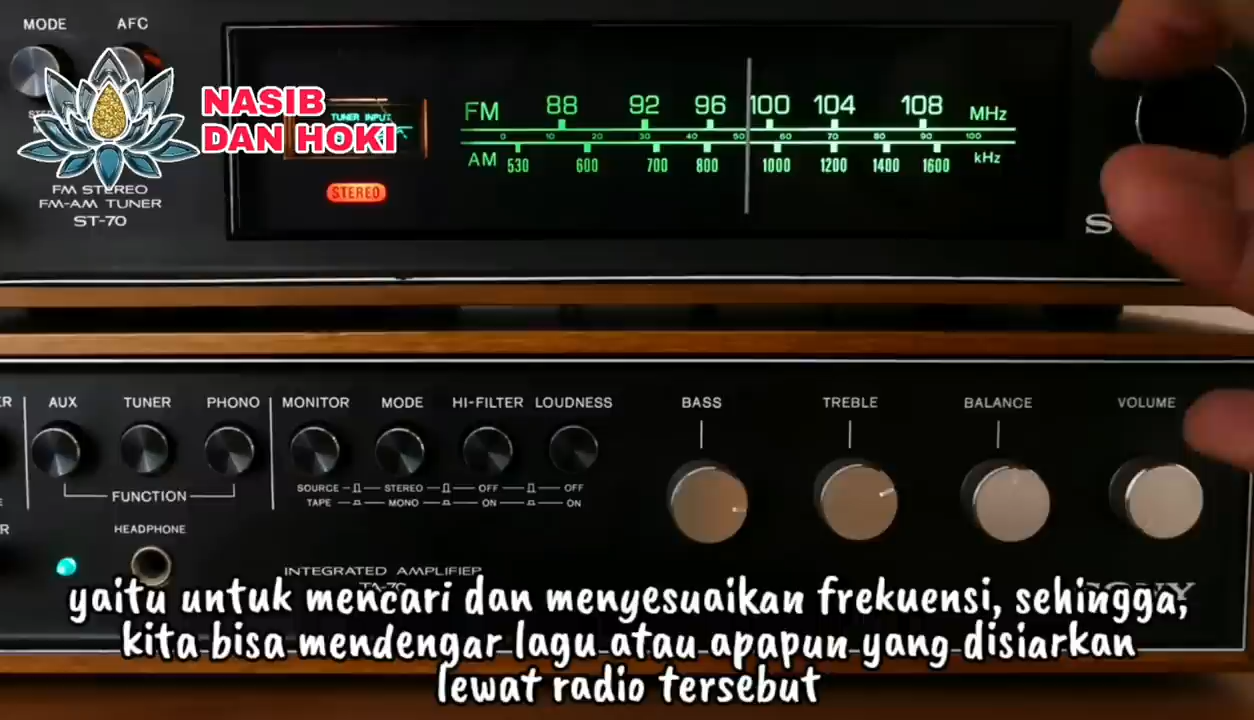 MODE AFC
NASIB
DAN HOKI
TUNER INPUT
STEREO
FM 88 92 96 100 104 108 MHz
0 10 20 30 40 50 60 70 80 90 100
AM 530 600 700 800 1000 1200 1400 1600 kHz
FM STEREO
FM-AM TUNER
ST-70
AUX TUNER PHONO MONITOR MODE HI-FILTER LOUDNESS BASS TREBLE BALANCE VOLUME
FUNCTION
SOURCE STEREO OFF OFF
TAPE MONO ON ON
HEADPHONE
INTEGRATED AMPLIFIER
SONY
yaitu untuk mencari dan menyesuaikan frekuensi, sehingga,
kita bisa mendengar lagu atau apapun yang disiarkan
lewat radio tersebut